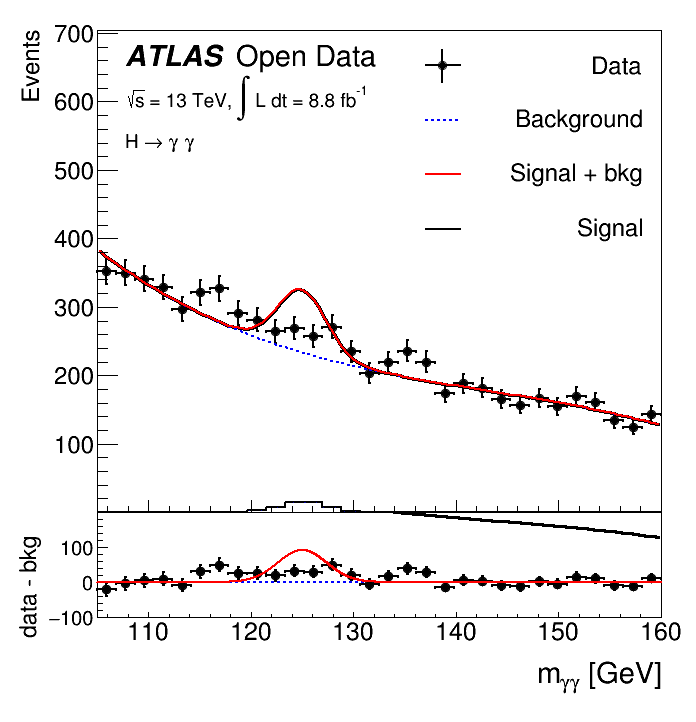 Events
700
600
500
400
300
200
100
ATLAS Open Data
√s = 13 TeV, ∫ L dt = 8.8 fb⁻¹
H → γ γ
Data
Background
Signal + bkg
Signal
data - bkg
100
0
−100
110 120 130 140 150 160
mγγ [GeV]